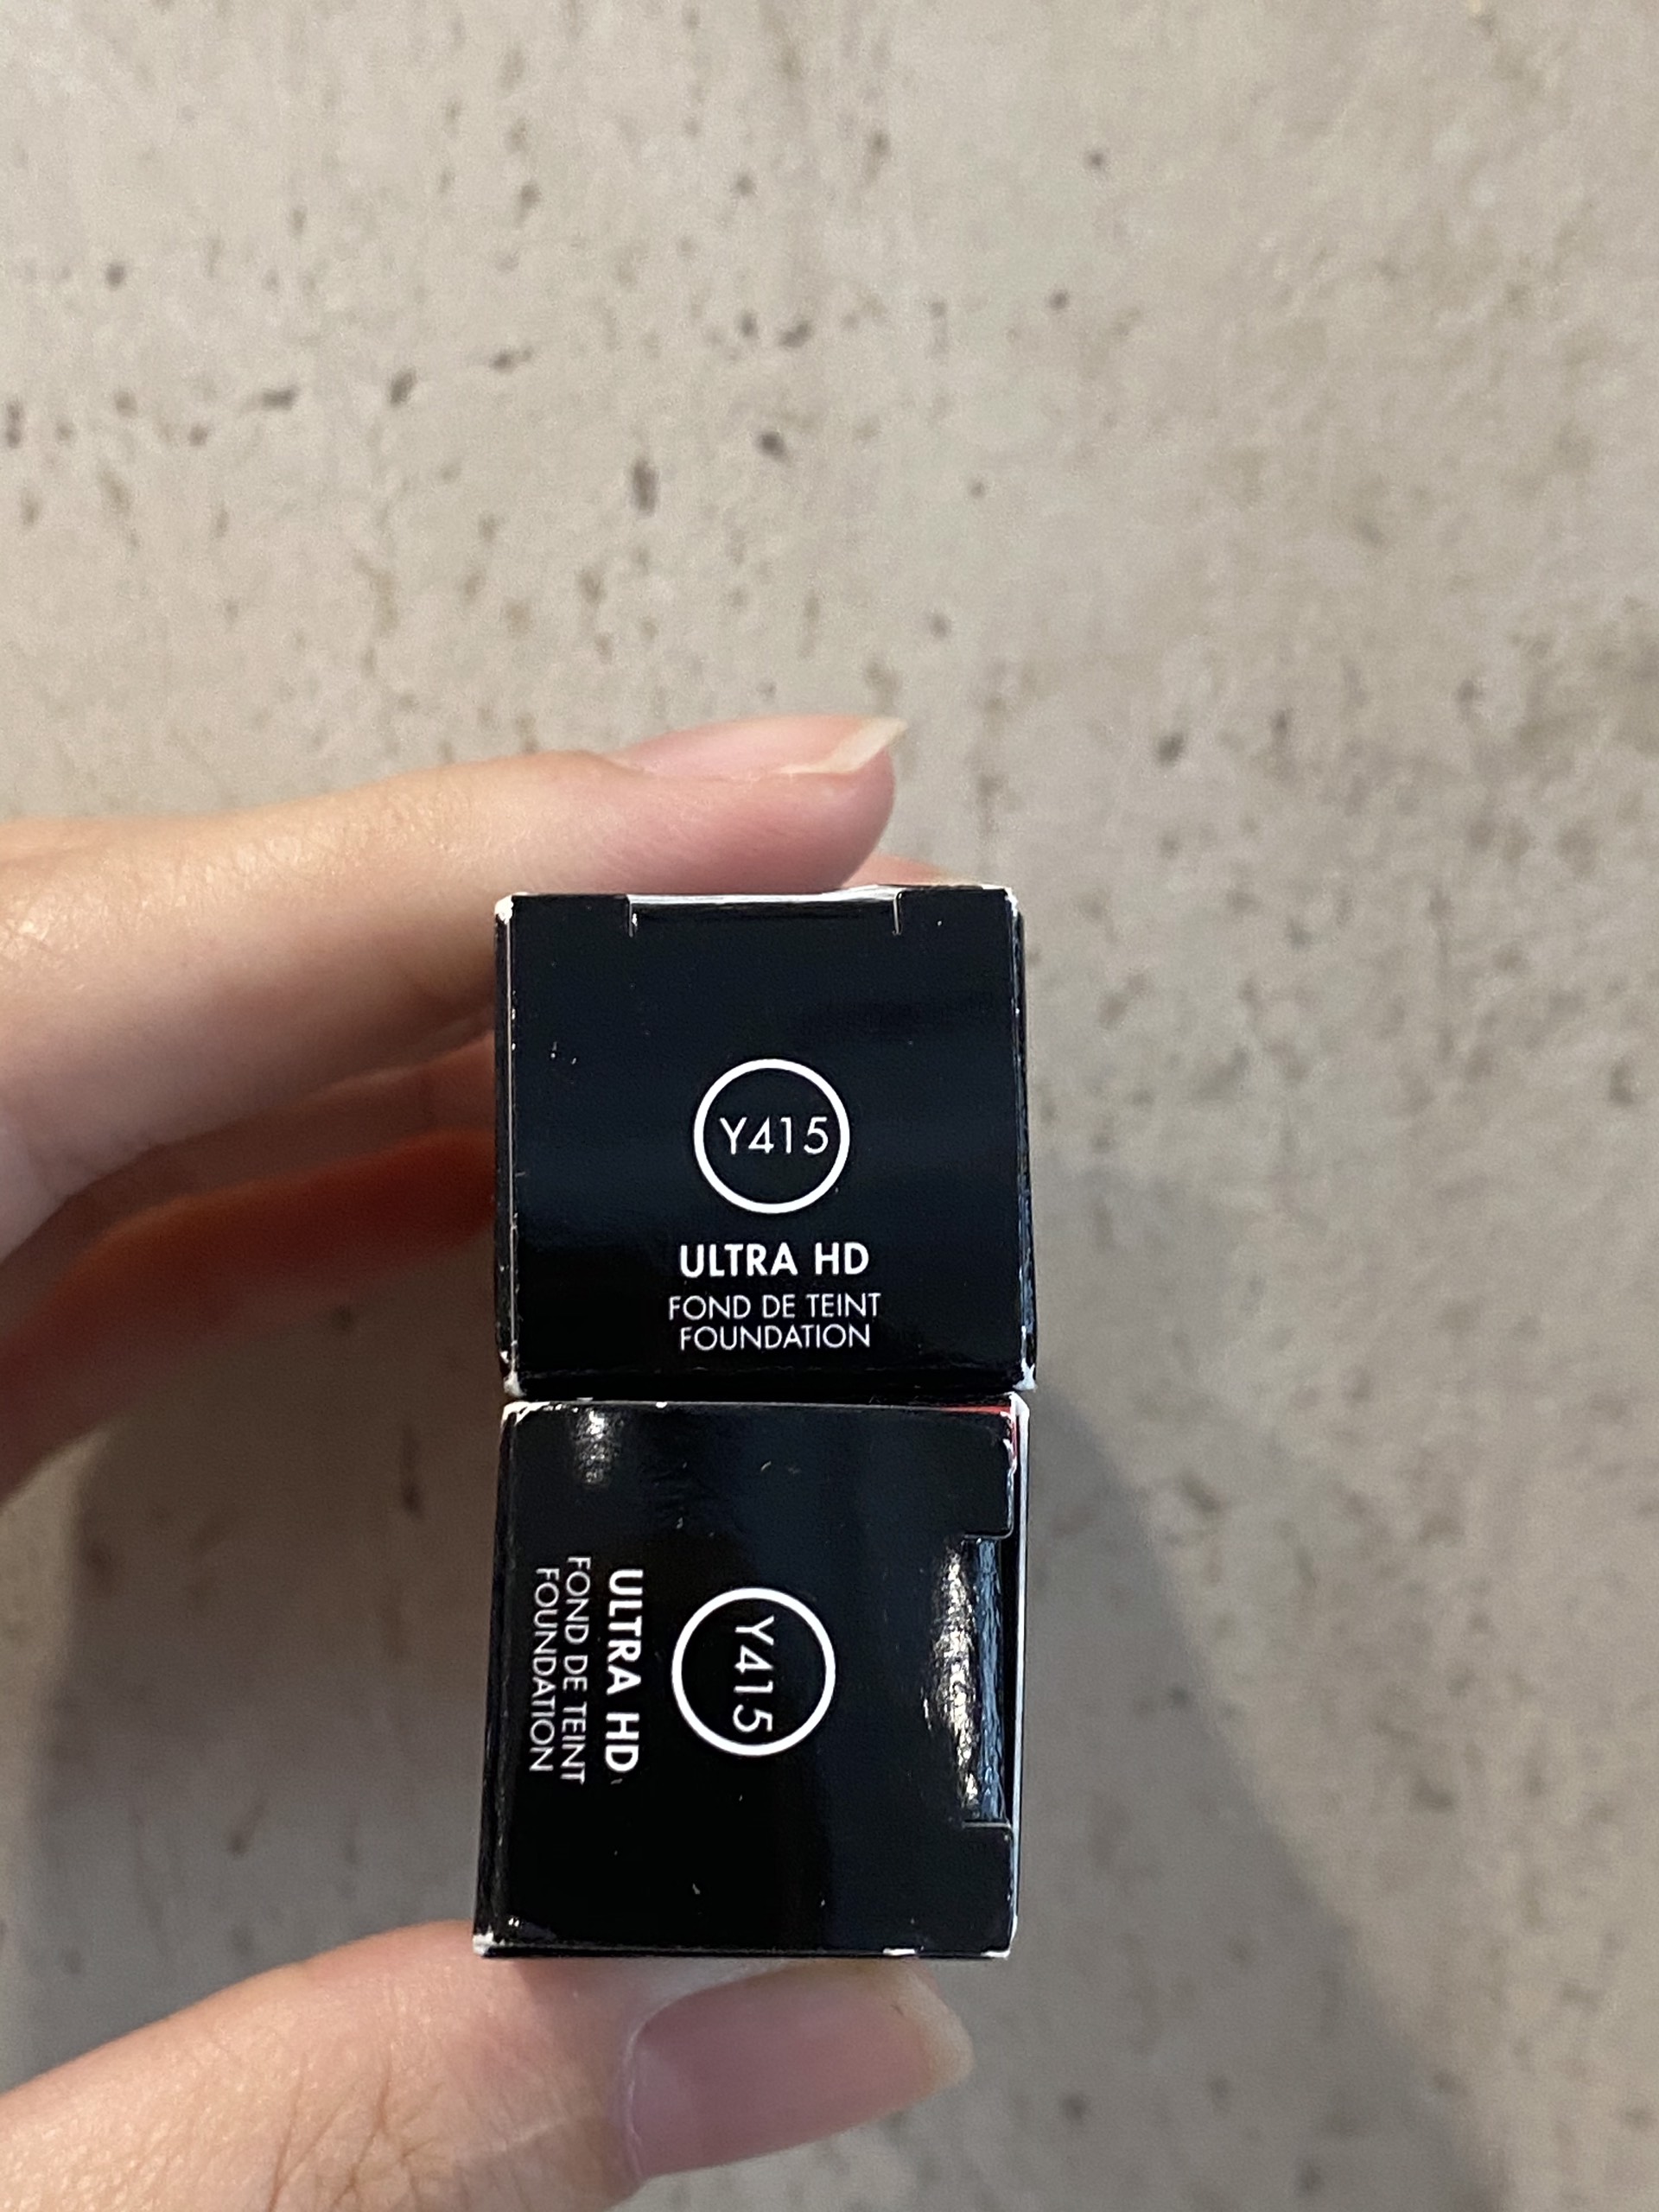 Y415
ULTRA HD
FOND DE TEINT
FOUNDATION
Y415
ULTRA HD
FOND DE TEINT
FOUNDATION